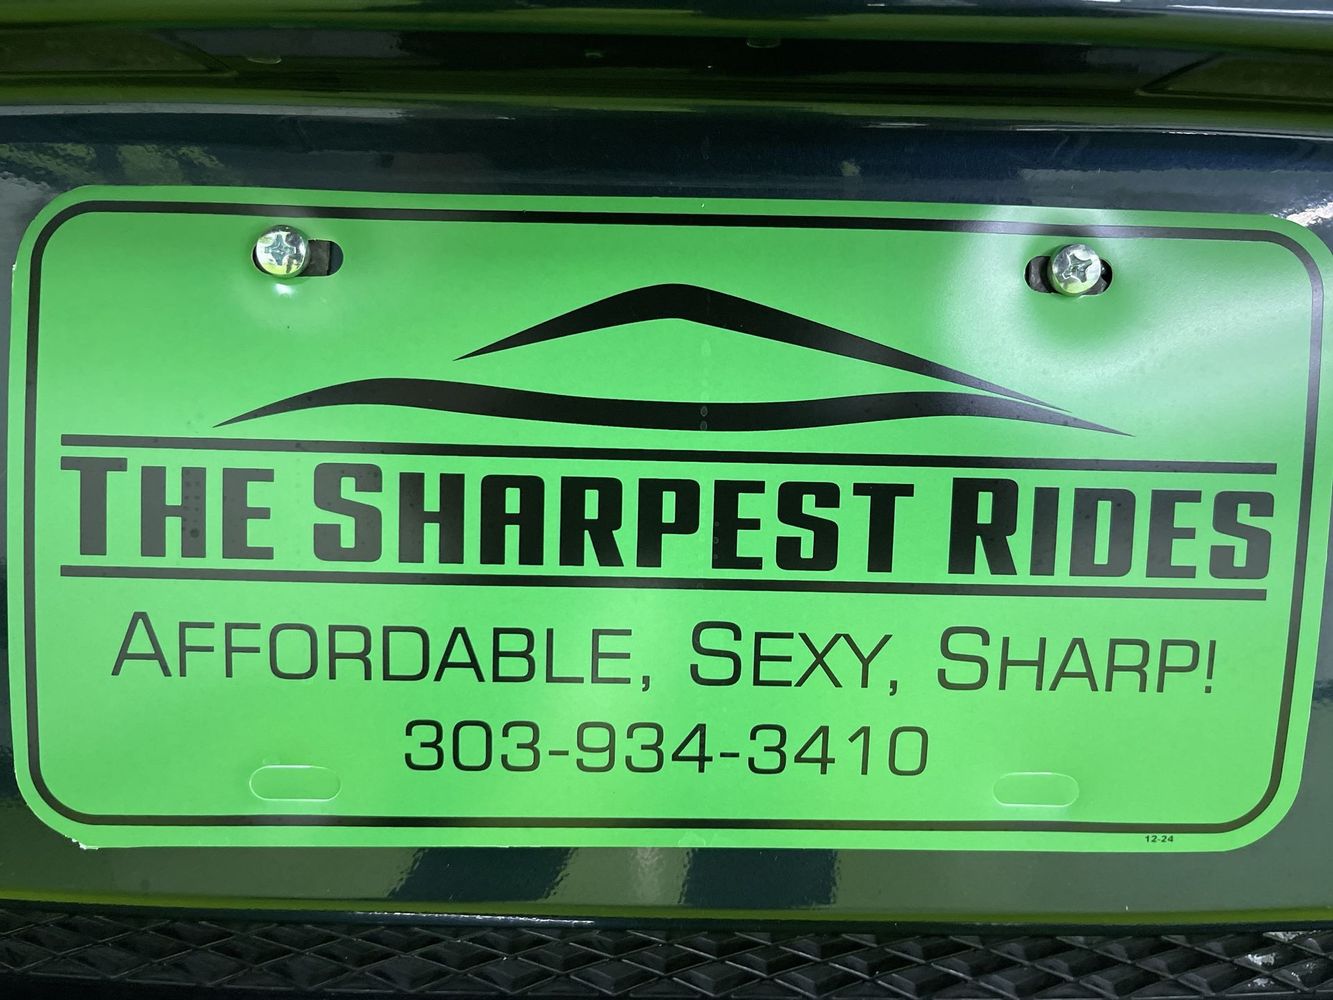 THE SHARPEST RIDES
AFFORDABLE, SEXY, SHARP!
303-934-3410
12-24